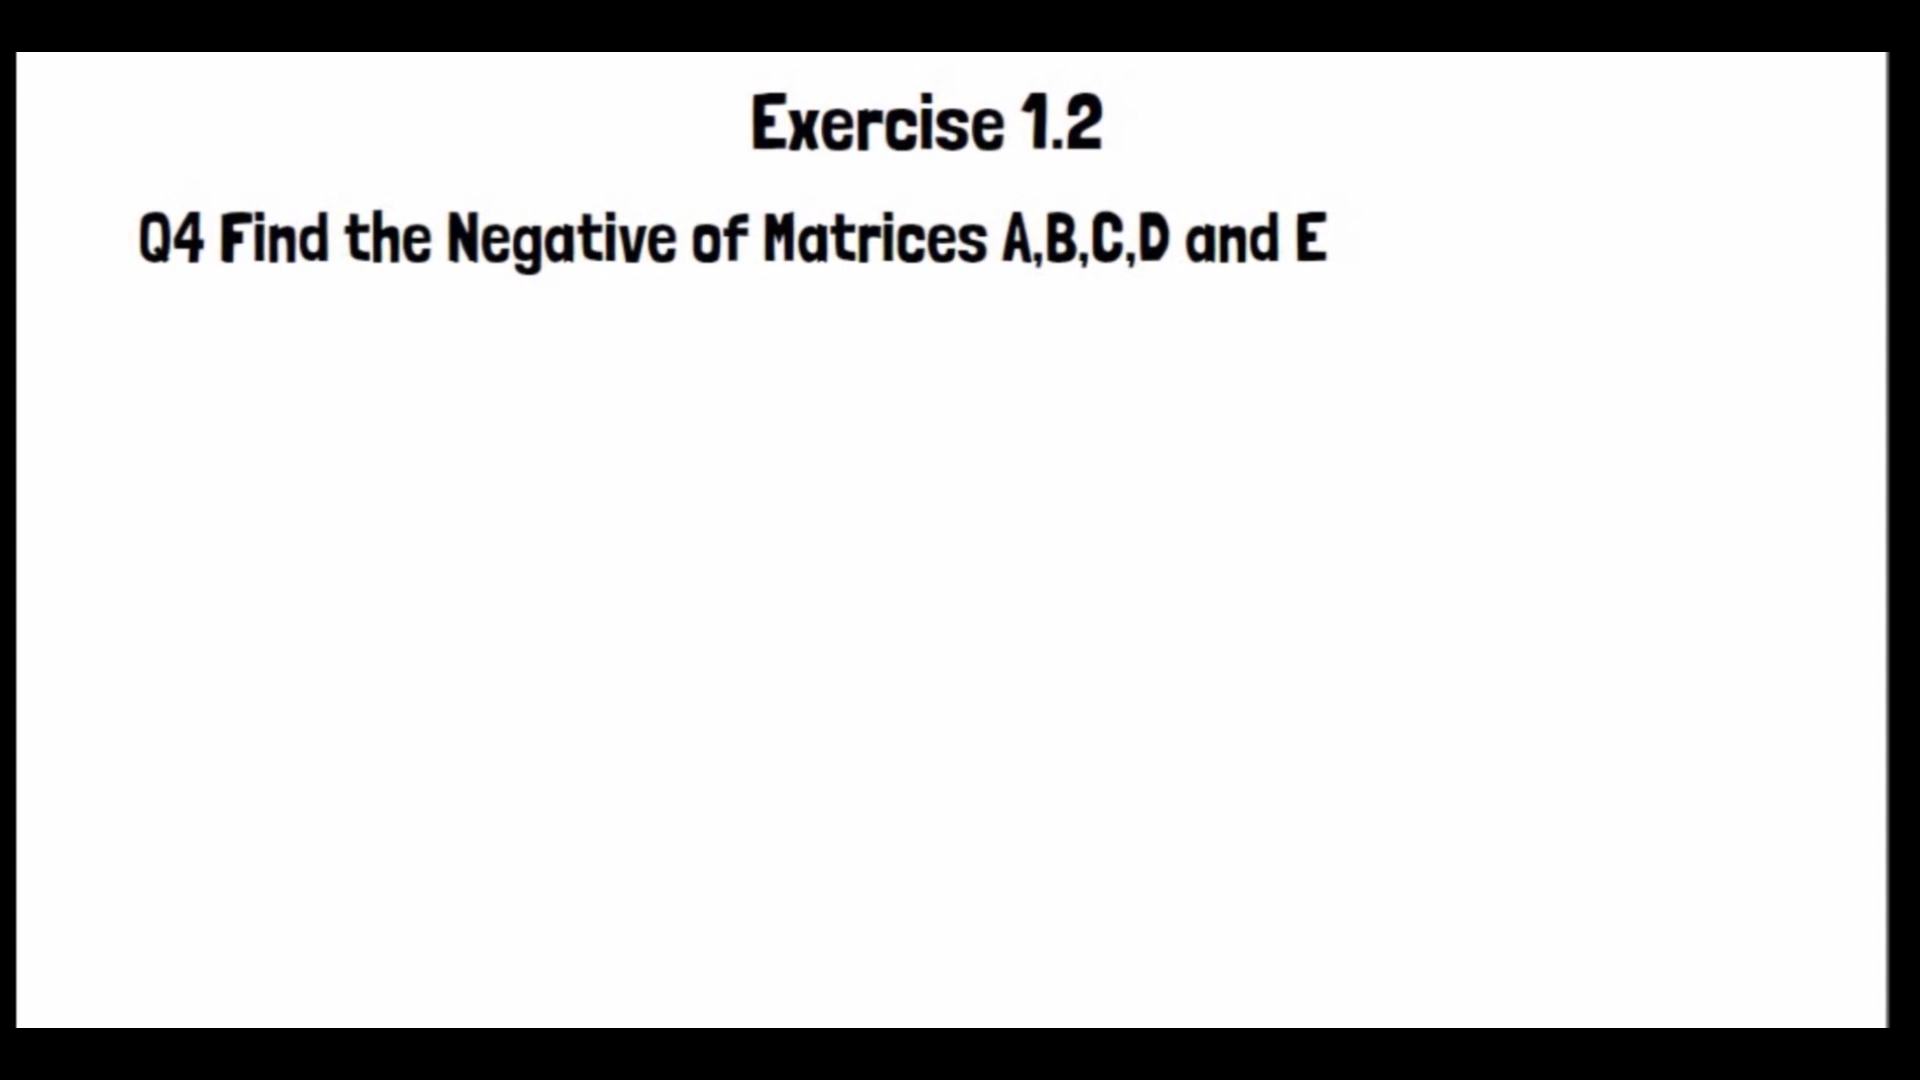 Exercise 1.2
Q4 Find the Negative of Matrices A,B,C,D and E